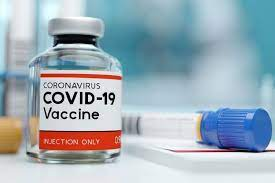 CORONAVIRUS
COVID-19
Vaccine
INJECTION ONLY